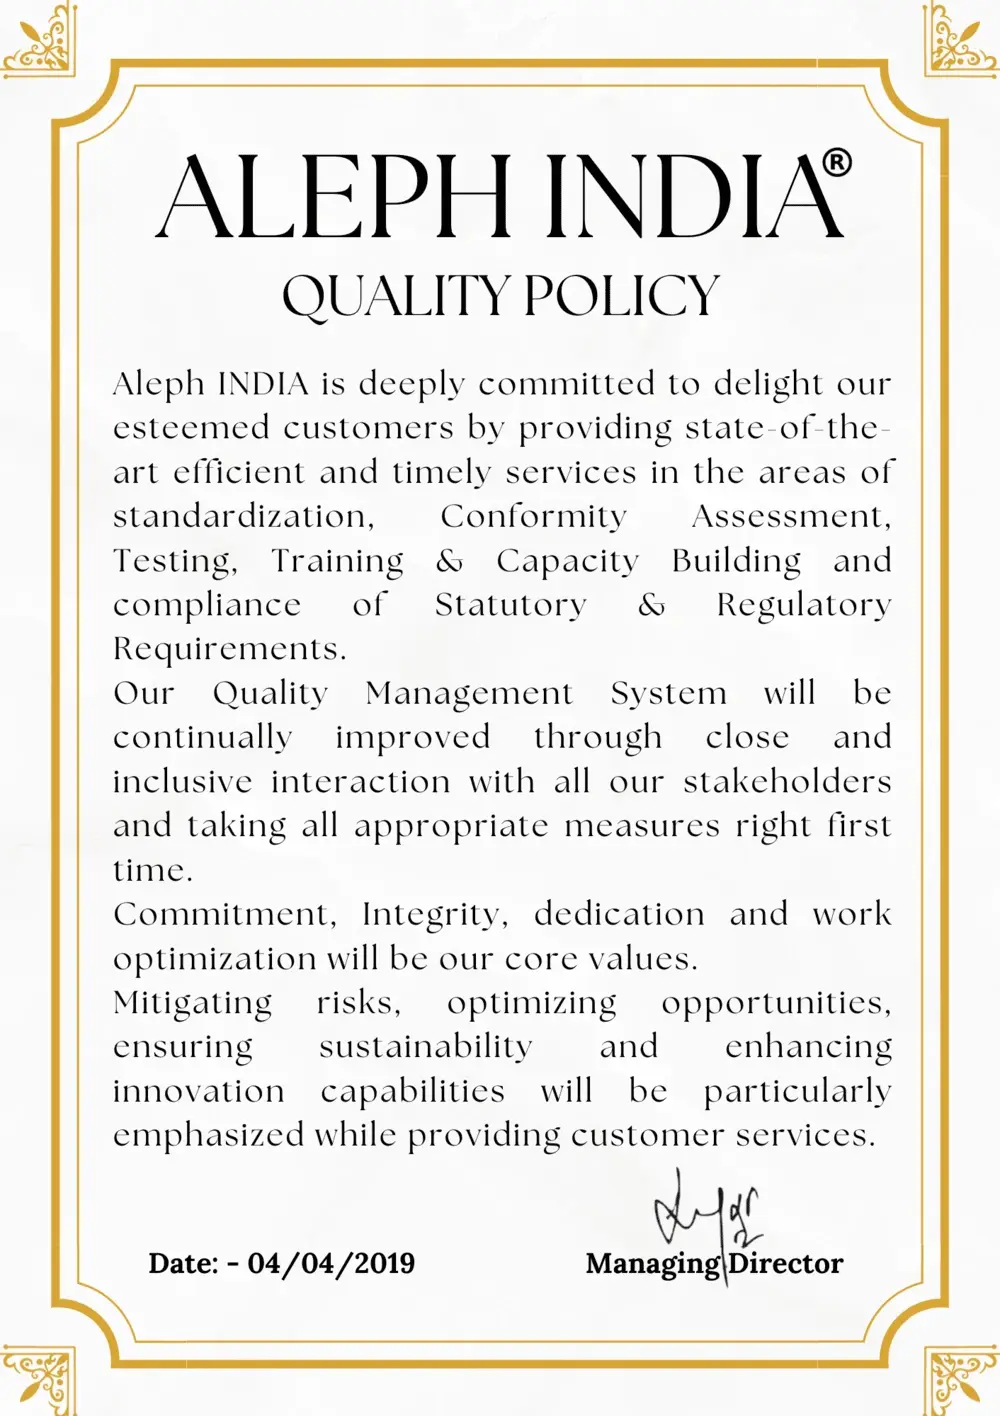 ALEPH INDIA®
QUALITY POLICY
Aleph INDIA is deeply committed to delight our
esteemed customers by providing state-of-the-
art efficient and timely services in the areas of
standardization, Conformity Assessment,
Testing, Training & Capacity Building and
compliance of Statutory & Regulatory
Requirements.
Our Quality Management System will be
continually improved through close and
inclusive interaction with all our stakeholders
and taking all appropriate measures right first
time.
Commitment, Integrity, dedication and work
optimization will be our core values.
Mitigating risks, optimizing opportunities,
ensuring sustainability and enhancing
innovation capabilities will be particularly
emphasized while providing customer services.
Date: - 04/04/2019
Managing Director